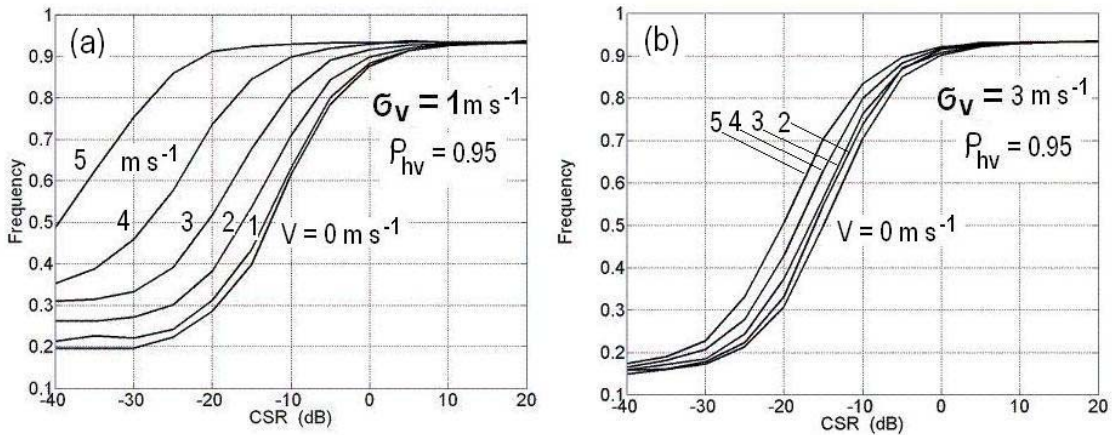 (a)
1
0.9
0.8
0.7
0.6
0.5
0.4
0.3
0.2
0.1
Frequency
σv = 1 m s-1
ρhv = 0.95
5
m s-1
4
3
2
1
V = 0 m s-1
-40
-30
-20
-10
0
10
20
CSR (dB)
(b)
1
0.9
0.8
0.7
0.6
0.5
0.4
0.3
0.2
0.1
Frequency
σv = 3 m s-1
ρhv = 0.95
5 4 3 2
V = 0 m s-1
-40
-30
-20
-10
0
10
20
CSR (dB)